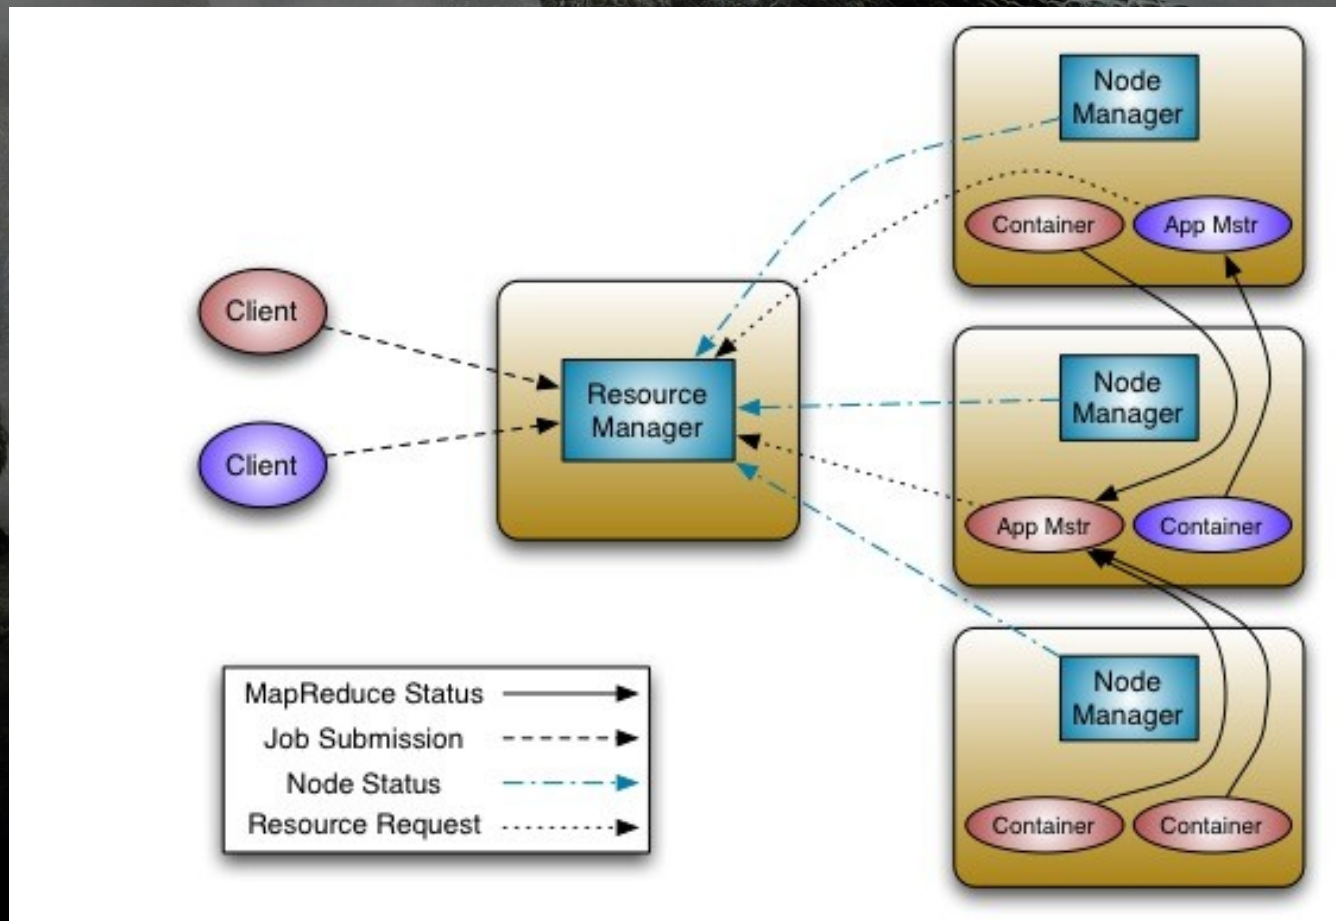 Node
Manager
Container
App Mstr
Client
Resource
Manager
Client
Node
Manager
App Mstr
Container
MapReduce Status
Job Submission
Node Status
Resource Request
Node
Manager
Container
Container